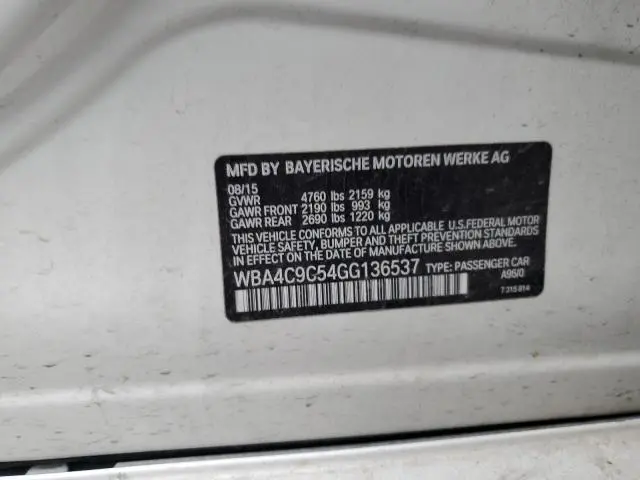 MFD BY BAYERISCHE MOTOREN WERKE AG
08/15
GVWR 4760 lbs 2159 kg
GAWR FRONT 2190 lbs 993 kg
GAWR REAR 2690 lbs 1220 kg
THIS VEHICLE CONFORMS TO ALL APPLICABLE U.S.FEDERAL MOTOR
VEHICLE SAFETY, BUMPER AND THEFT PREVENTION STANDARDS
IN EFFECT ON THE DATE OF MANUFACTURE SHOWN ABOVE.
WBA4C9C54GG136537 TYPE: PASSENGER CAR
A96/0
7 315 814